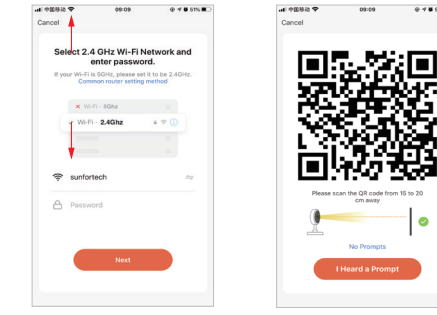 中国移动
09:09
51%
Cancel
Select 2.4 GHz Wi-Fi Network and
enter password.
If your Wi-Fi is 5GHz, please set it to be 2.4GHz.
Common router setting method
Wi-Fi - 5Ghz
Wi-Fi - 2.4Ghz
sunfortech
Password
Next
中国移动
09:09
Cancel
Please scan the QR code from 15 to 20
cm away
No Prompts
I Heard a Prompt